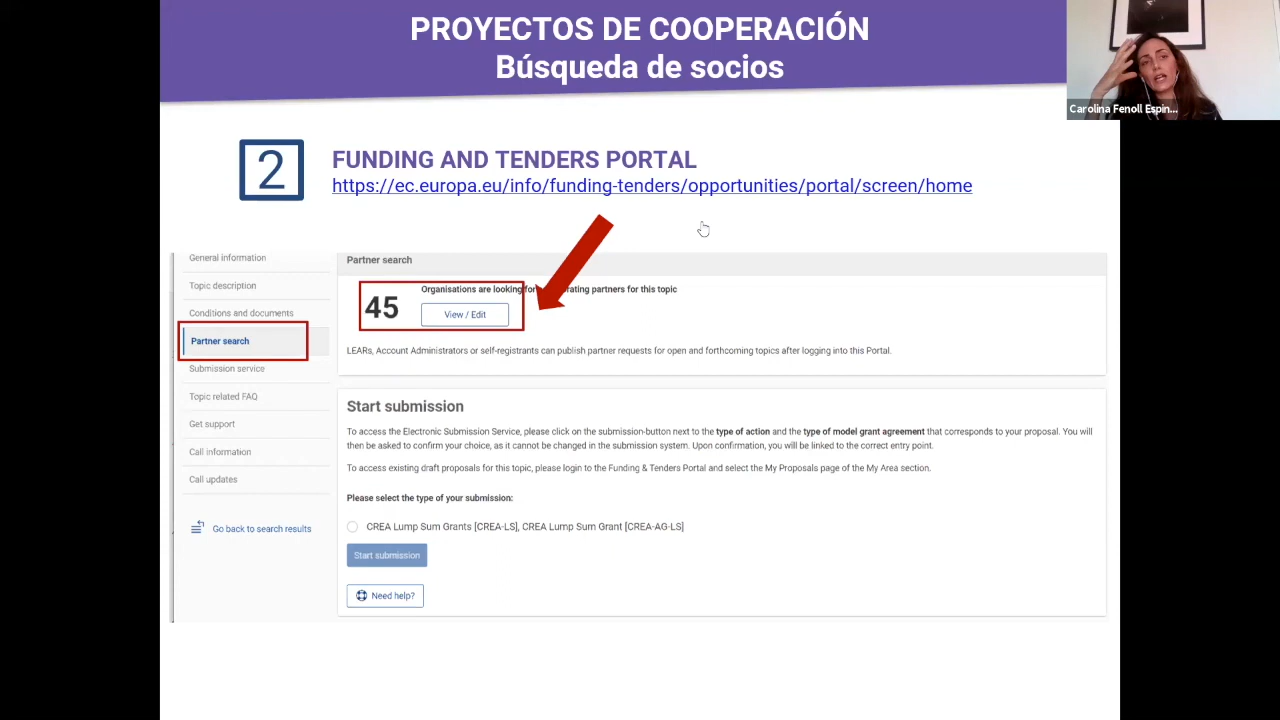 PROYECTOS DE COOPERACIÓN
Búsqueda de socios
Carolina Fenoll Espin...
2
FUNDING AND TENDERS PORTAL
https://ec.europa.eu/info/funding-tenders/opportunities/portal/screen/home
General information
Topic description
Conditions and documents
Partner search
Submission service
Topic related FAQ
Get support
Call information
Call updates
Go back to search results
Partner search
45
Organisations are looking for rating partners for this topic
View / Edit
LEARs, Account Administrators or self-registrants can publish partner requests for open and forthcoming topics after logging into this Portal.
Start submission
To access the Electronic Submission Service, please click on the submission-button next to the type of action and the type of model grant agreement that corresponds to your proposal. You will
then be asked to confirm your choice, as it cannot be changed in the submission system. Upon confirmation, you will be linked to the correct entry point.
To access existing draft proposals for this topic, please login to the Funding & Tenders Portal and select the My Proposals page of the My Area section.
Please select the type of your submission:
CREA Lump Sum Grants [CREA-LS], CREA Lump Sum Grant [CREA-AG-LS]
Start submission
Need help?